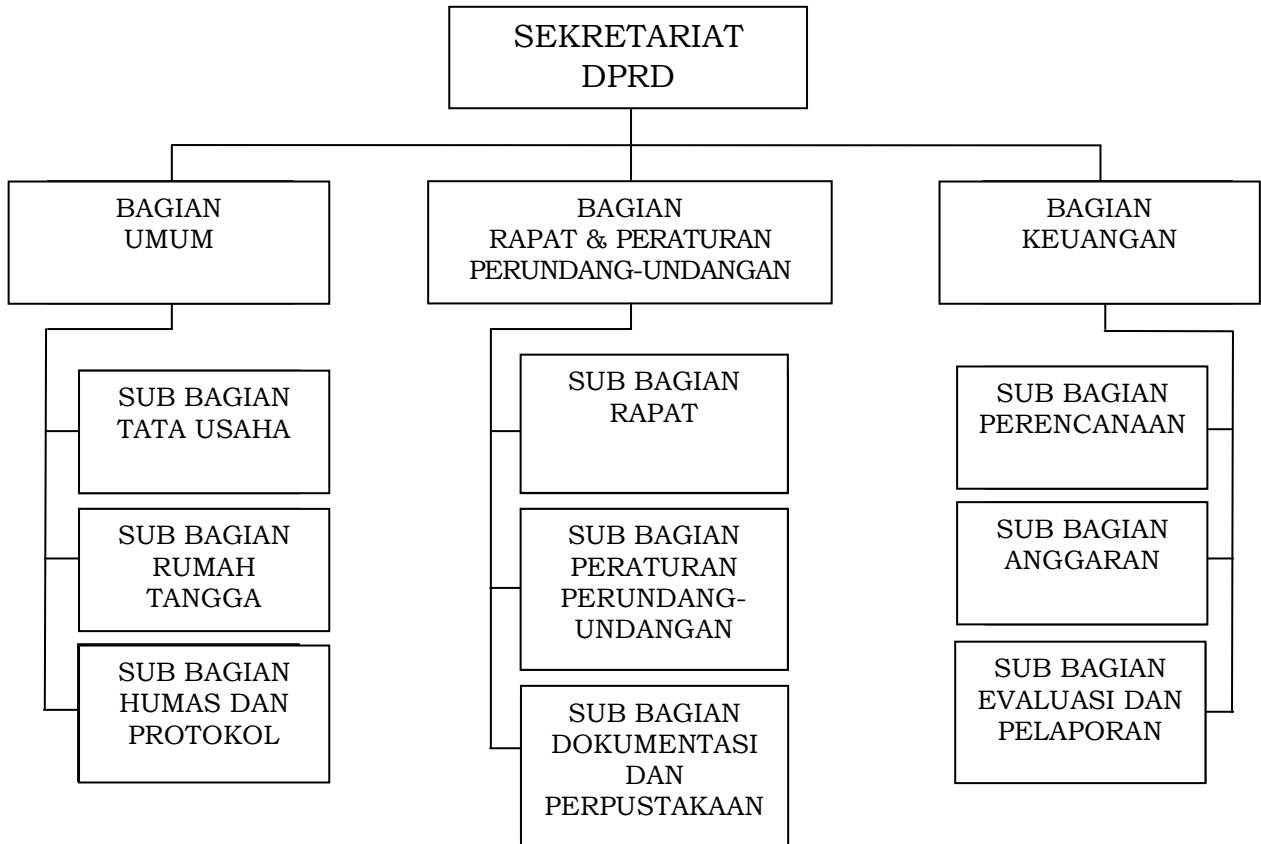 SEKRETARIAT
DPRD
BAGIAN
UMUM
BAGIAN
RAPAT & PERATURAN
PERUNDANG-UNDANGAN
BAGIAN
KEUANGAN
SUB BAGIAN
TATA USAHA
SUB BAGIAN
RUMAH
TANGGA
SUB BAGIAN
HUMAS DAN
PROTOKOL
SUB BAGIAN
RAPAT
SUB BAGIAN
PERATURAN
PERUNDANG-
UNDANGAN
SUB BAGIAN
DOKUMENTASI
DAN
PERPUSTAKAAN
SUB BAGIAN
PERENCANAAN
SUB BAGIAN
ANGGARAN
SUB BAGIAN
EVALUASI DAN
PELAPORAN